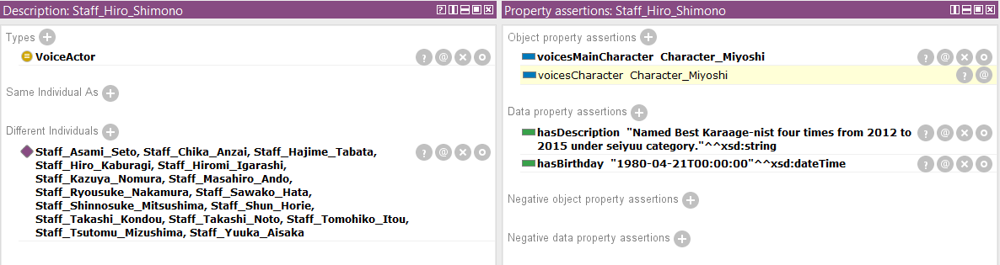 Description: Staff_Hiro_Shimono
Types
VoiceActor
Same Individual As
Different Individuals
Staff_Asami_Seto, Staff_Chika_Anzai, Staff_Hajime_Tabata,
Staff_Hiro_Kaburagi, Staff_Hiromi_Igarashi,
Staff_Kazuya_Nomura, Staff_Masahiro_Ando,
Staff_Ryousuke_Nakamura, Staff_Sawako_Hata,
Staff_Shinnosuke_Mitsushima, Staff_Shun_Horie,
Staff_Takashi_Kondou, Staff_Takashi_Noto, Staff_Tomohiko_Itou,
Staff_Tsutomu_Mizushima, Staff_Yuuka_Aisaka
Property assertions: Staff_Hiro_Shimono
Object property assertions
voicesMainCharacter Character_Miyoshi
voicesCharacter Character_Miyoshi
Data property assertions
hasDescription "Named Best Karaage-nist four times from 2012 to
2015 under seiyuu category."^^xsd:string
hasBirthday "1980-04-21T00:00:00"^^xsd:dateTime
Negative object property assertions
Negative data property assertions